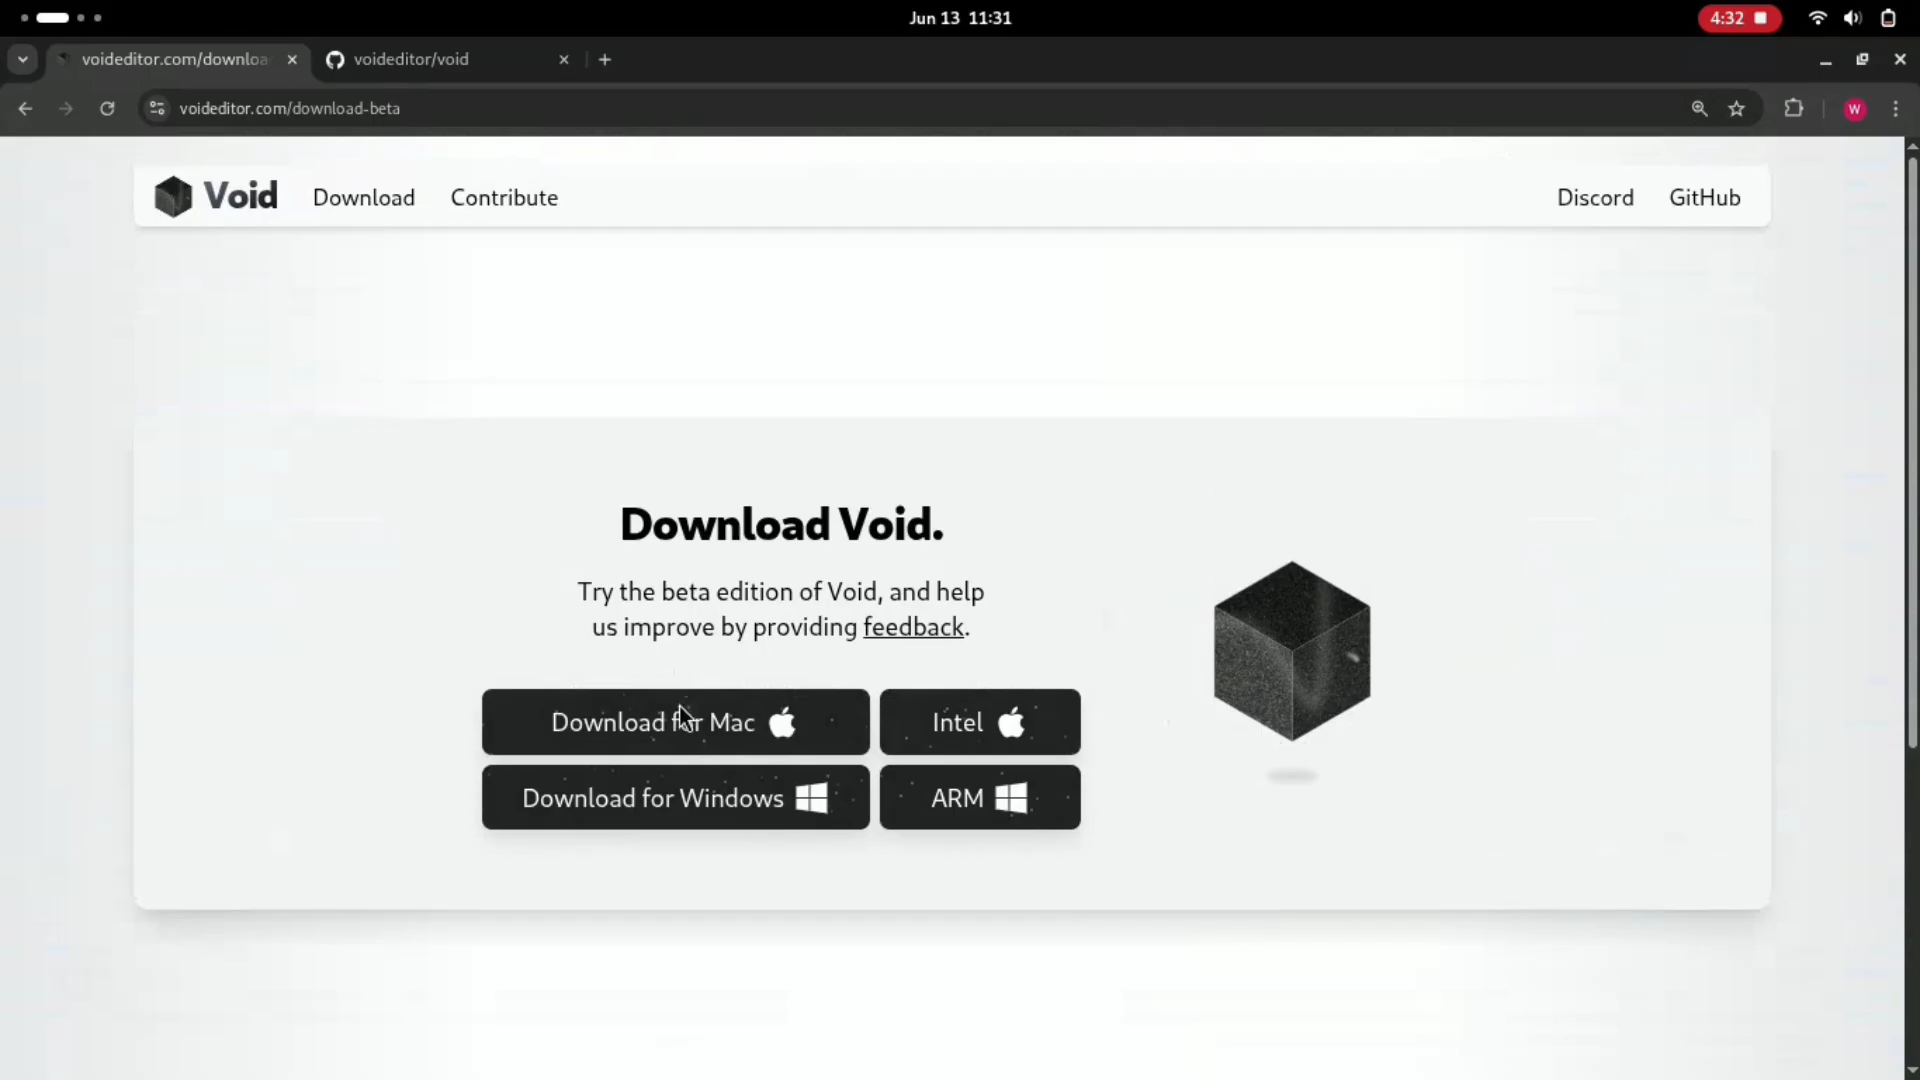 Jun 13 11:31
4:32
voideditor.com/downloa
voideditor/void
voideditor.com/download-beta
W
Void
Download
Contribute
Discord
GitHub
Download Void.
Try the beta edition of Void, and help
us improve by providing feedback.
Download for Mac
Intel
Download for Windows
ARM